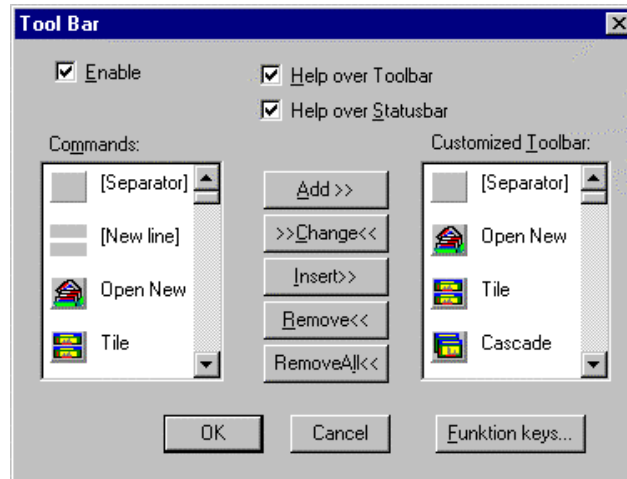 Tool Bar
Enable
Help over Toolbar
Help over Statusbar
Commands:
Customized Toolbar:
[Separator]
[New line]
Open New
Tile
Add >>
>>Change<<
Insert>>
Remove<<
RemoveAll<<
[Separator]
Open New
Tile
Cascade
OK
Cancel
Funktion keys...